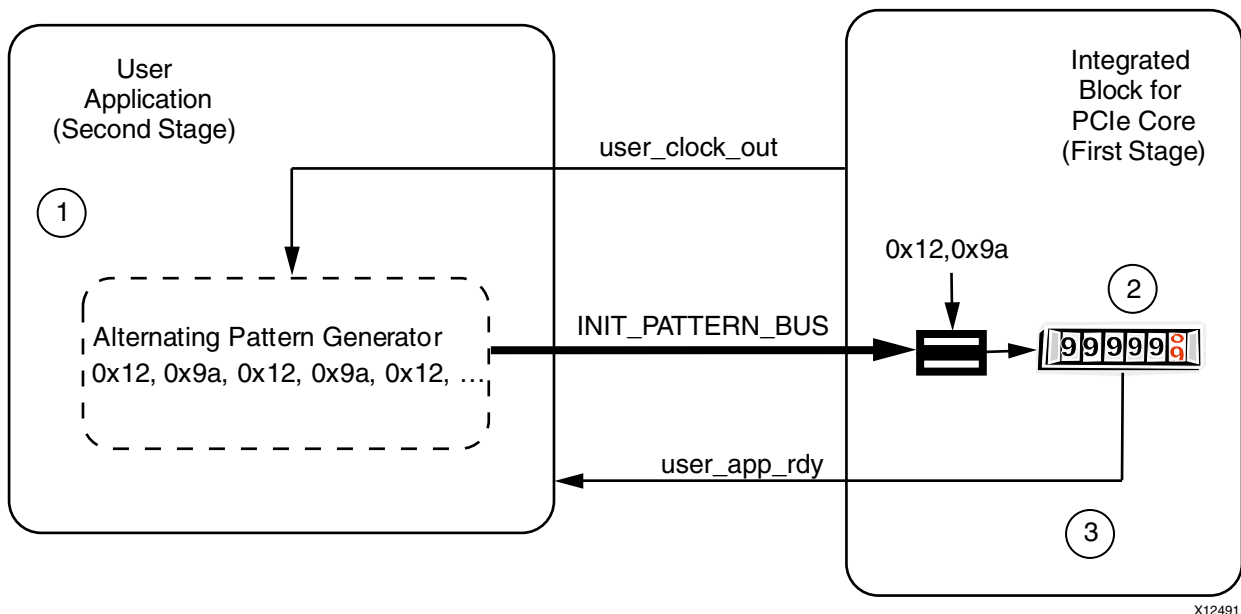 User
Application
(Second Stage)
Integrated
Block for
PCIe Core
(First Stage)
user_clock_out
1
0x12,0x9a
2
Alternating Pattern Generator
0x12, 0x9a, 0x12, 0x9a, 0x12, …
INIT_PATTERN_BUS
99999
user_app_rdy
3
X12491